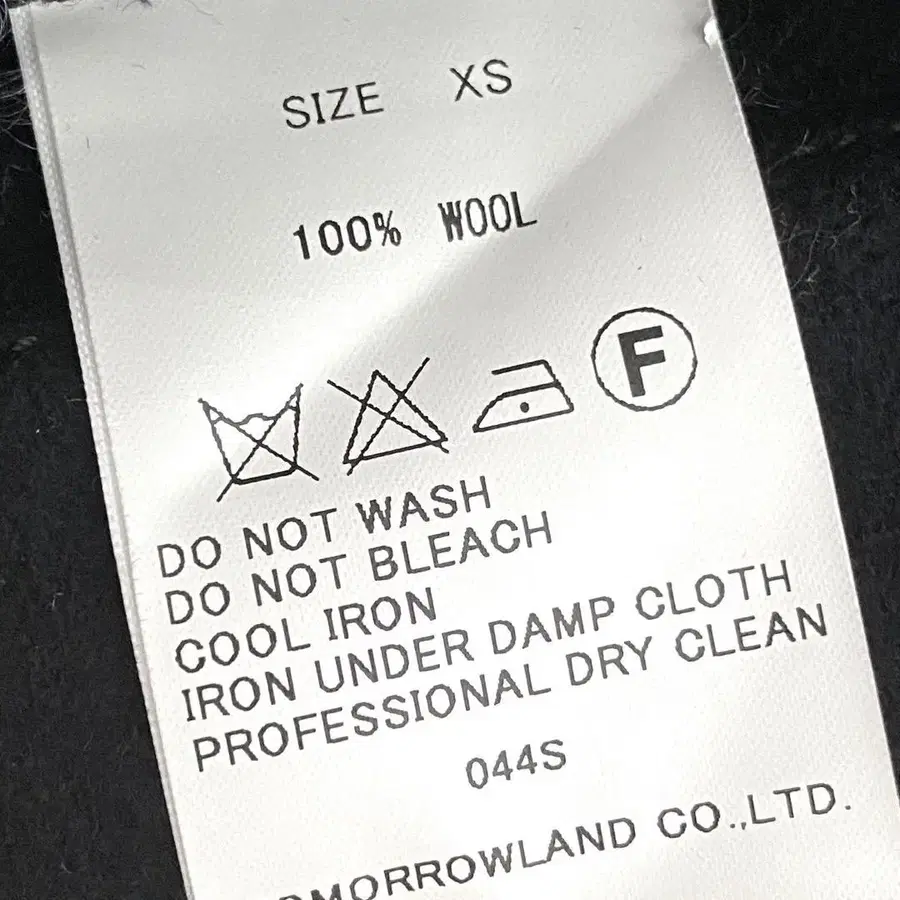 SIZE XS
100% WOOL
F
DO NOT WASH
DO NOT BLEACH
COOL IRON
IRON UNDER DAMP CLOTH
PROFESSIONAL DRY CLEAN
044S
OMORROWLAND CO.,LTD.